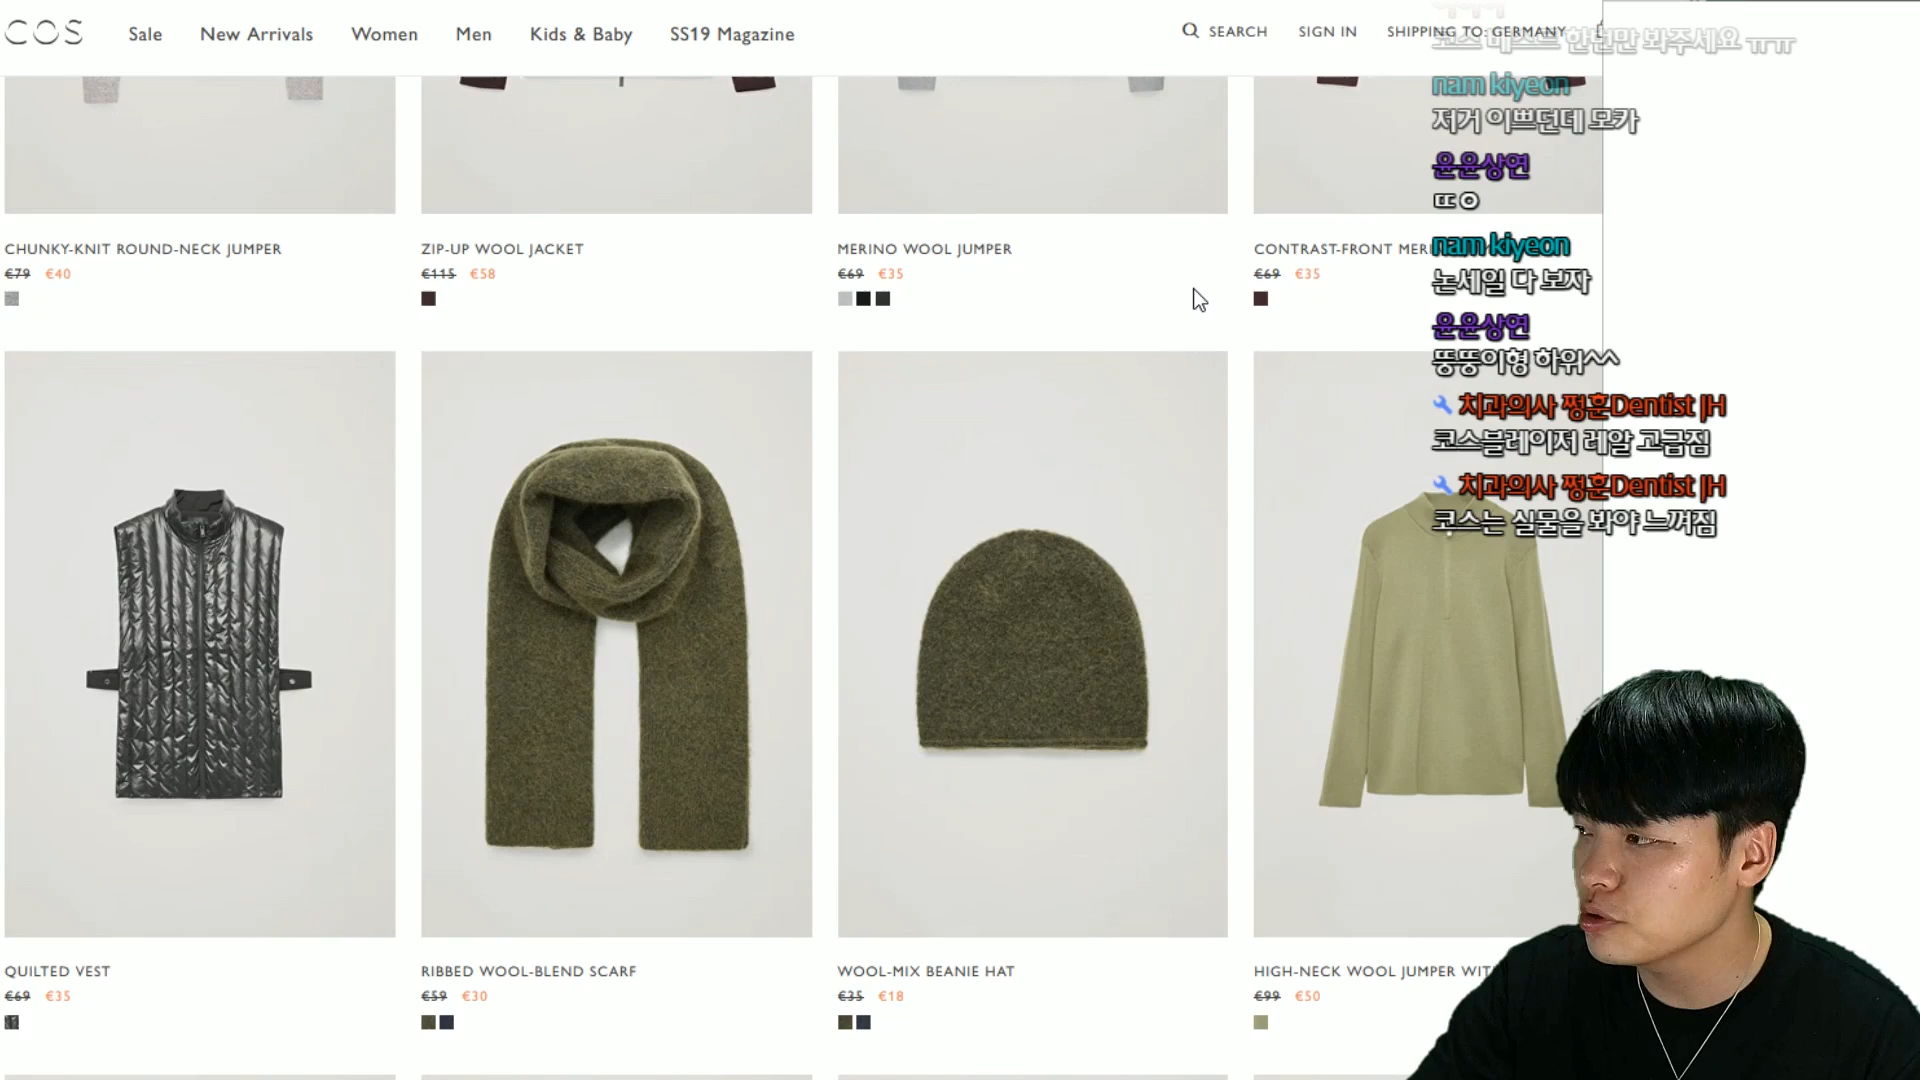 COS
Sale
New Arrivals
Women
Men
Kids & Baby
SS19 Magazine
SEARCH
SIGN IN
SHIPPING TO: GERMANY
CHUNKY-KNIT ROUND-NECK JUMPER
€79 €40
ZIP-UP WOOL JACKET
€115 €58
MERINO WOOL JUMPER
€69 €35
CONTRAST-FRONT
€69 €35
QUILTED VEST
€69 €35
RIBBED WOOL-BLEND SCARF
€59 €30
WOOL-MIX BEANIE HAT
€35 €18
HIGH-NECK WOOL JUMPER
€99 €50
코스 베스트 한번만 봐주세요 ㅠㅠ
nam kiyeon
저거 이쁘던데 모카
윤윤상연
ㄸㅇ
nam kiyeon
논세일 다 보자
윤윤상연
뚱뚱이형 하위^^
치과의사 쩡훈Dentist JH
코스블레이저 레알 고급짐
치과의사 쩡훈Dentist JH
코스는 실물을 봐야 느껴짐